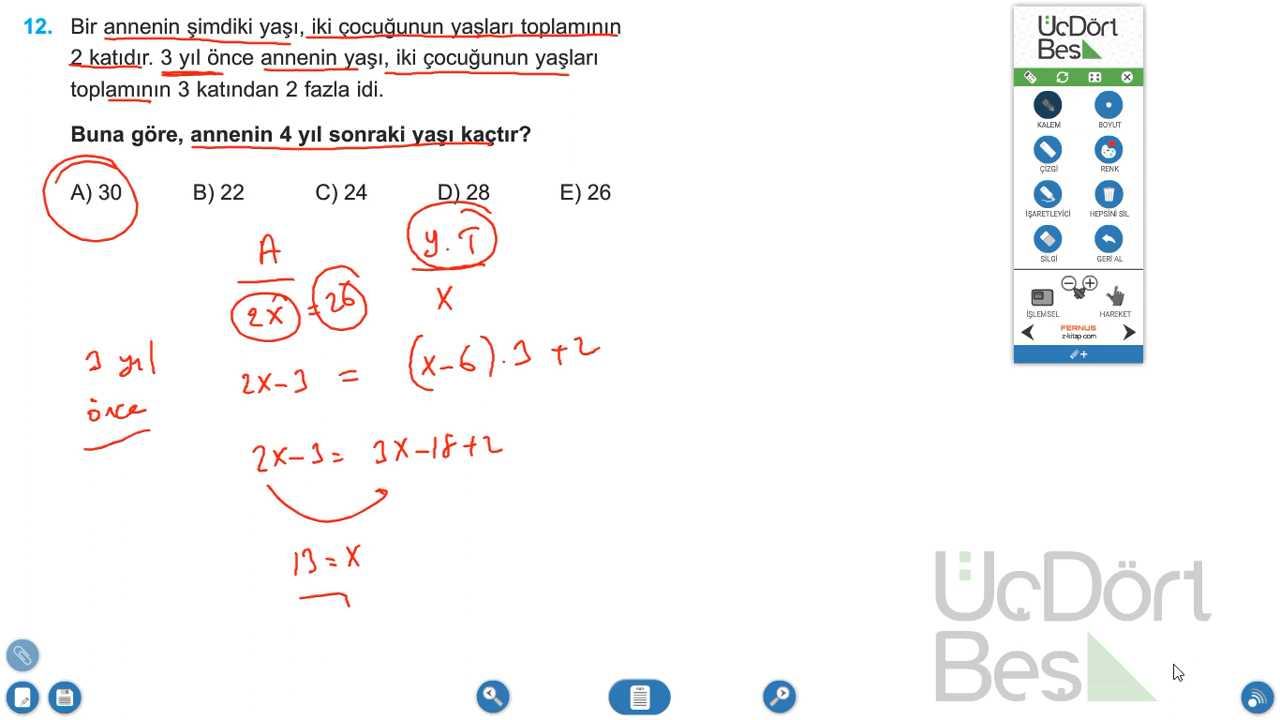 12. Bir annenin şimdiki yaşı, iki çocuğunun yaşları toplamının
2 katıdır. 3 yıl önce annenin yaşı, iki çocuğunun yaşları
toplamının 3 katından 2 fazla idi.
Buna göre, annenin 4 yıl sonraki yaşı kaçtır?
A) 30 B) 22 C) 24 D) 28 E) 26
A y.T
2x = 26 x
3 yıl önce
2x-3 = (x-6).3 +2
2x-3 = 3x-18+2
13 = x
ÜçDört
Beş
KALEM BOYUT
ÇİZGİ RENK
İŞARETLEYİCİ HEPSİNİ SİL
SİLGİ GERİ AL
İŞLEMSEL HAREKET
FERNUS
z-kitap.com
ÜçDört
Beş